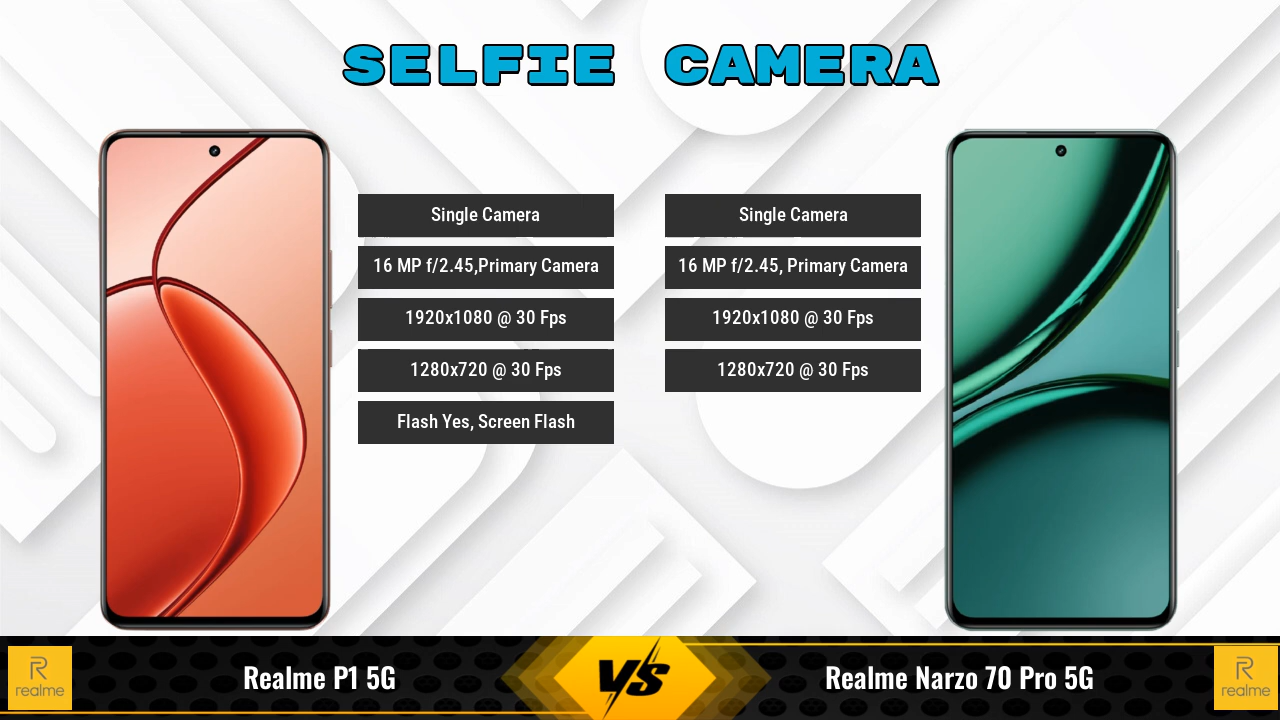 SELFIE CAMERA
Single Camera
16 MP f/2.45,Primary Camera
1920x1080 @ 30 Fps
1280x720 @ 30 Fps
Flash Yes, Screen Flash
Single Camera
16 MP f/2.45, Primary Camera
1920x1080 @ 30 Fps
1280x720 @ 30 Fps
R
realme
Realme P1 5G
VS
Realme Narzo 70 Pro 5G
R
realme